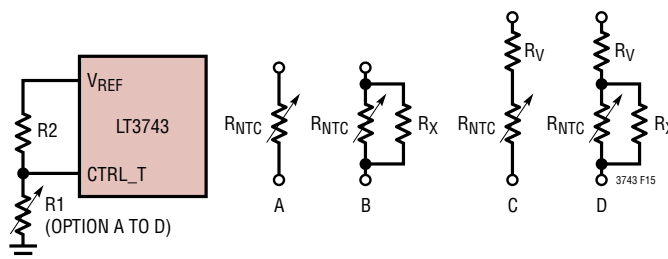 VREF
R2
LT3743
CTRL_T
R1
(OPTION A TO D)
RNTC
A
RNTC
RX
B
RV
RNTC
C
RV
RNTC
RX
D
3743 F15